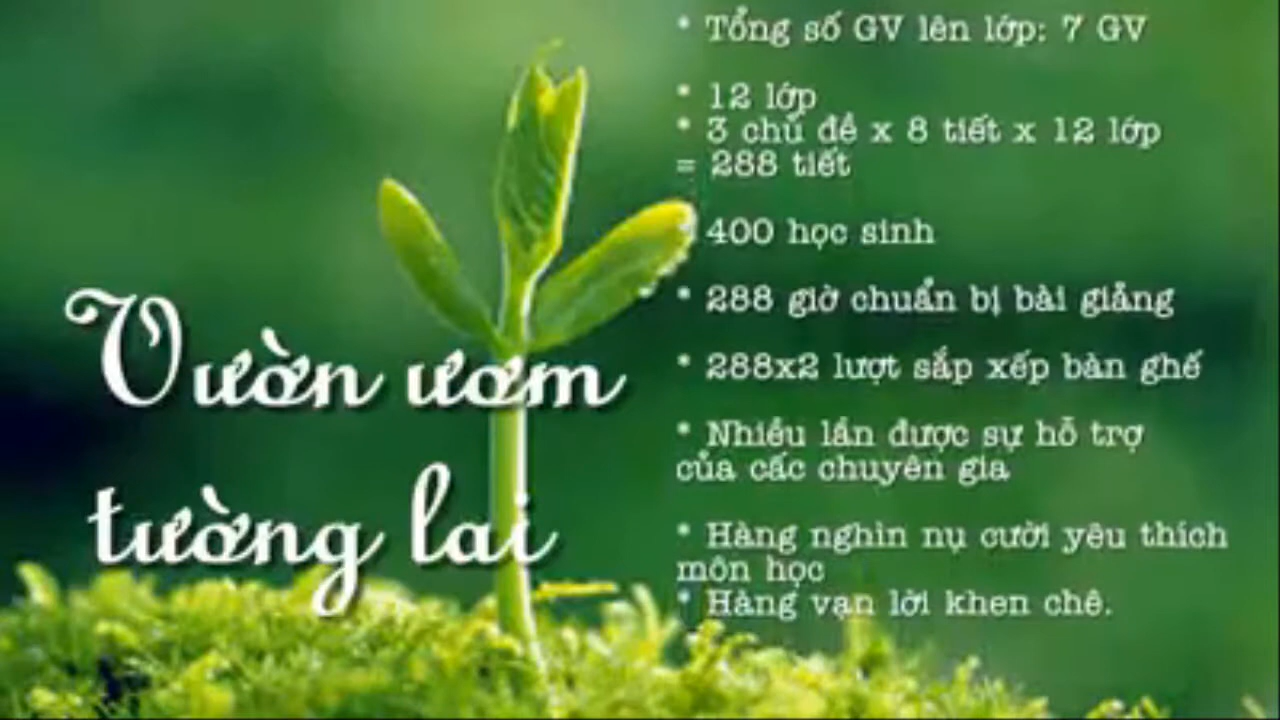 Vườn ươm
tường lai
* Tổng số GV lên lớp: 7 GV
* 12 lớp
* 3 chủ đề x 8 tiết x 12 lớp
= 288 tiết
400 học sinh
* 288 giờ chuẩn bị bài giảng
* 288x2 lượt sắp xếp bàn ghế
* Nhiều lần được sự hỗ trợ
của các chuyên gia
* Hàng nghìn nụ cười yêu thích
môn học
* Hàng vạn lời khen chê.